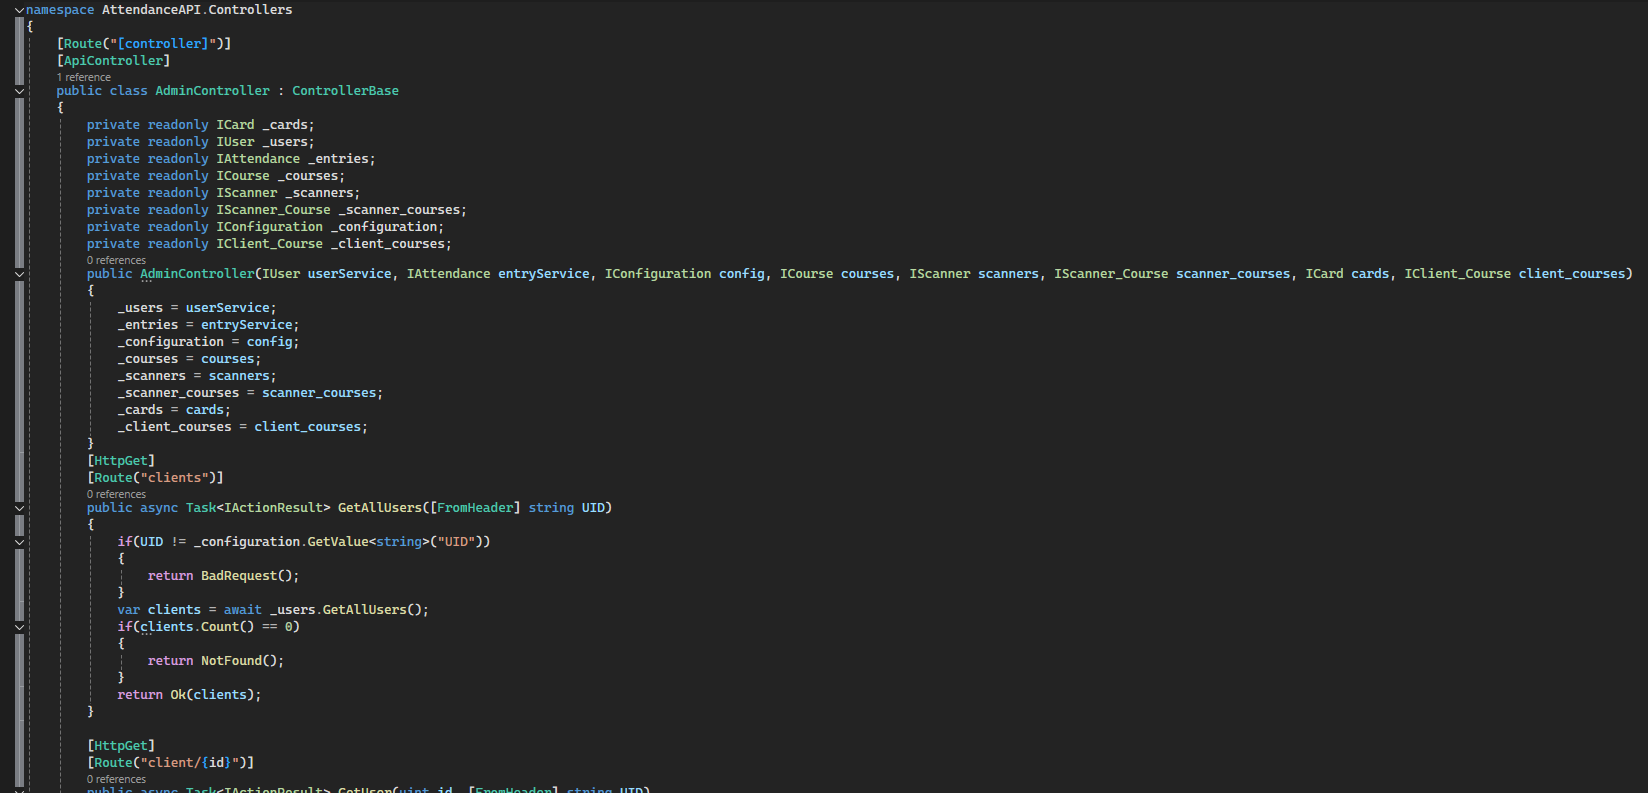 namespace AttendanceAPI.Controllers
{
[Route("[controller]")]
[ApiController]
1 reference
public class AdminController : ControllerBase
{
private readonly ICard _cards;
private readonly IUser _users;
private readonly IAttendance _entries;
private readonly ICourse _courses;
private readonly IScanner _scanners;
private readonly IScanner_Course _scanner_courses;
private readonly IConfiguration _configuration;
private readonly IClient_Course _client_courses;
0 references
public AdminController(IUser userService, IAttendance entryService, IConfiguration config, ICourse courses, IScanner scanners, IScanner_Course scanner_courses, ICard cards, IClient_Course client_courses)
{
_users = userService;
_entries = entryService;
_configuration = config;
_courses = courses;
_scanners = scanners;
_scanner_courses = scanner_courses;
_cards = cards;
_client_courses = client_courses;
}
[HttpGet]
[Route("clients")]
0 references
public async Task<IActionResult> GetAllUsers([FromHeader] string UID)
{
if(UID != _configuration.GetValue<string>("UID"))
{
return BadRequest();
}
var clients = await _users.GetAllUsers();
if(clients.Count() == 0)
{
return NotFound();
}
return Ok(clients);
}
[HttpGet]
[Route("client/{id}")]
0 references
public async Task<IActionResult> GetUser(uint id, [FromHeader] string UID)